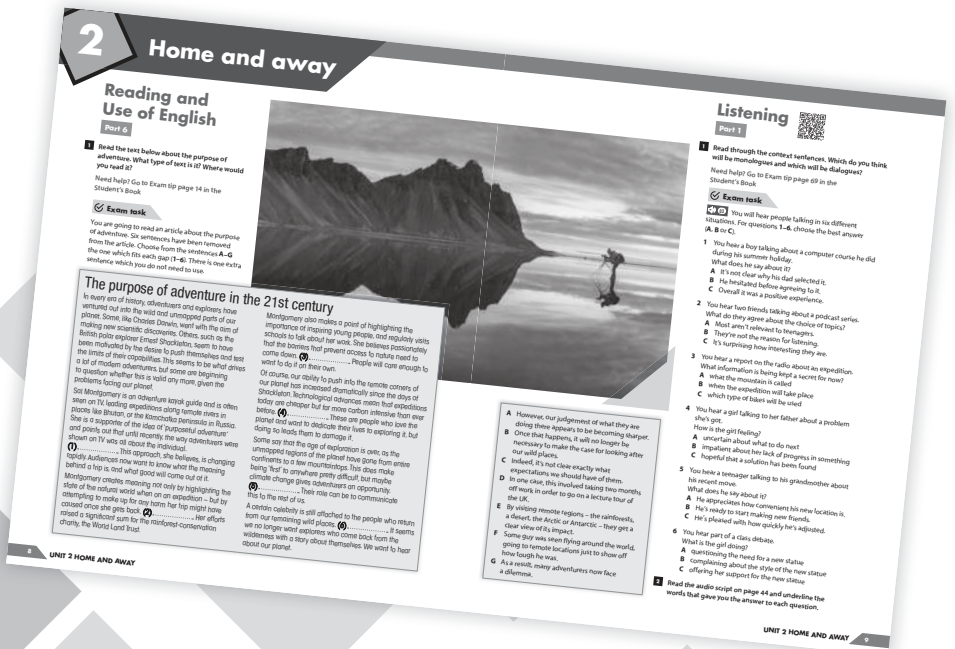 2
Home and away
Reading and
Use of English
Part 6
1 Read the text below about the purpose of
adventure. What type of text is it? Where would
you read it?
Need help? Go to Exam tip page 14 in the
Student's Book
Exam task
You are going to read an article about the purpose
of adventure. Six sentences have been removed
from the article. Choose from the sentences A–G
the one which fits each gap (1–6). There is one extra
sentence which you do not need to use.
The purpose of adventure in the 21st century
In every era of history, adventurers and explorers have
ventured out into the wild and unmapped parts of our
planet. Some, like Charles Darwin, went with the aim of
making new scientific discoveries. Others, such as the
British polar explorer Ernest Shackleton, seem to have
been motivated by the desire to push themselves and test
the limits of their capabilities. This seems to be what drives
a lot of modern adventurers, but some are beginning
to question whether this is valid any more, given the
problems facing our planet.
Sal Montgomery is an adventure kayak guide and is often
seen on TV, leading expeditions along remote rivers in
places like Bhutan, or the Kamchatka peninsula in Russia.
She is a supporter of the idea of "purposeful adventure"
and points out that until recently, the way adventurers were
shown on TV was all about the individual.
(1).................... This approach, she believes, is changing
rapidly. Audiences now want to know what the meaning
behind a trip is, and what good will come out of it.
Montgomery creates meaning not only by highlighting the
state of the natural world when on an expedition – but by
attempting to make up for any harm her trip might have
caused once she gets back. (2).................... Her efforts
raised a significant sum for the rainforest-conservation
charity, the World Land Trust.
Montgomery also makes a point of highlighting the
importance of inspiring young people, and regularly visits
schools to talk about her work. She believes passionately
that the barriers that prevent access to nature need to
come down. (3).................... People will care enough to
want to do it on their own.
Of course, our ability to push into the remote corners of
our planet has increased dramatically since the days of
Shackleton. Technological advances mean that expeditions
today are cheaper but far more carbon intensive than ever
before. (4).................... These are people who love the
planet and want to dedicate their lives to exploring it, but
doing so leads them to damage it.
Some say that the age of exploration is over, as the
unmapped regions of the planet have gone from entire
continents to a few mountaintops. This does make
being 'first' to anywhere pretty difficult, but maybe
climate change gives adventurers an opportunity.
(5).................... Their role can be to communicate
this to the rest of us.
A certain celebrity is still attached to the people who return
from our remaining wild places. (6).................... It seems
we no longer want explorers who come back from the
wilderness with a story about themselves. We want to hear
about our planet.
A However, our judgement of what they are
doing there appears to be becoming sharper.
B Once that happens, it will no longer be
necessary to make the case for looking after
our wild places.
C Indeed, it's not clear exactly what
expectations we should have of them.
D In one case, this involved taking two months
off work in order to go on a lecture tour of
the UK.
E By visiting remote regions – the rainforests,
a desert, the Arctic or Antarctic – they get a
clear view of its impact.
F Some guy was seen flying around the world,
going to remote locations just to show off
how tough he was.
G As a result, many adventurers now face
a dilemma.
8 UNIT 2 HOME AND AWAY
Listening
Part 1
1 Read through the context sentences. Which do you think
will be monologues and which will be dialogues?
Need help? Go to Exam tip page 69 in the
Student's Book
Exam task
You will hear people talking in six different
situations. For questions 1–6, choose the best answer
(A, B or C).
1 You hear a boy talking about a computer course he did
during his summer holiday.
What does he say about it?
A It's not clear why his dad selected it.
B He hesitated before agreeing to it.
C Overall it was a positive experience.
2 You hear two friends talking about a podcast series.
What do they agree about the choice of topics?
A Most aren't relevant to teenagers.
B They're not the reason for listening.
C It's surprising how interesting they are.
3 You hear a report on the radio about an expedition.
What information is being kept a secret for now?
A what the mountain is called
B when the expedition will take place
C which type of bikes will be used
4 You hear a girl talking to her father about a problem
she's got.
How is the girl feeling?
A uncertain about what to do next
B impatient about her lack of progress in something
C hopeful that a solution has been found
5 You hear a teenager talking to his grandmother about
his recent move.
What does he say about it?
A He appreciates how convenient his new location is.
B He's ready to start making new friends.
C He's pleased with how quickly he's adjusted.
6 You hear part of a class debate.
What is the girl doing?
A questioning the need for a new statue
B complaining about the style of the new statue
C offering her support for the new statue
2 Read the audio script on page 44 and underline the
words that gave you the answer to each question.
UNIT 2 HOME AND AWAY 9